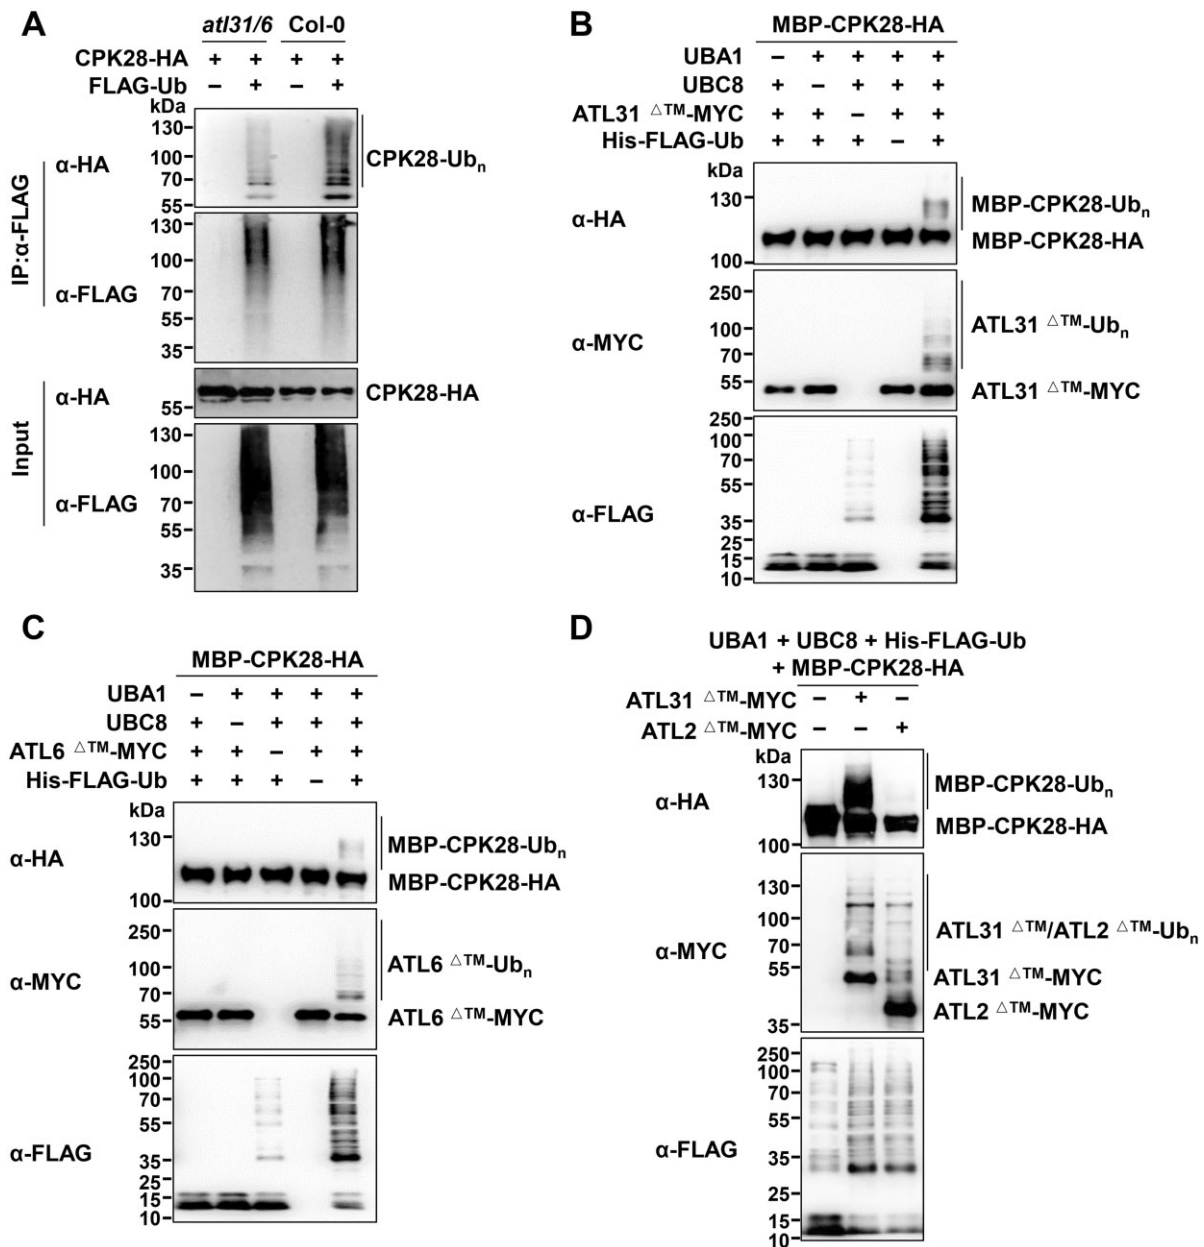 A
atl31/6 Col-0
CPK28-HA + + + +
FLAG-Ub − + − +
kDa
130
100
70
55
α-HA
CPK28-Ubn
IP:α-FLAG
130
100
70
55
35
α-FLAG
Input
α-HA
55
CPK28-HA
130
100
70
55
35
α-FLAG
B
MBP-CPK28-HA
UBA1 − + + + +
UBC8 + − + + +
ATL31 △TM-MYC + + − + +
His-FLAG-Ub + + + − +
kDa
130
100
α-HA
MBP-CPK28-Ubn
MBP-CPK28-HA
250
100
70
55
α-MYC
ATL31 △TM-Ubn
ATL31 △TM-MYC
250
100
70
55
35
25
15
10
α-FLAG
C
MBP-CPK28-HA
UBA1 − + + + +
UBC8 + − + + +
ATL6 △TM-MYC + + − + +
His-FLAG-Ub + + + − +
kDa
130
100
α-HA
MBP-CPK28-Ubn
MBP-CPK28-HA
250
100
70
55
α-MYC
ATL6 △TM-Ubn
ATL6 △TM-MYC
250
100
70
55
35
25
15
10
α-FLAG
D
UBA1 + UBC8 + His-FLAG-Ub
+ MBP-CPK28-HA
ATL31 △TM-MYC − + −
ATL2 △TM-MYC − − +
kDa
130
100
α-HA
MBP-CPK28-Ubn
MBP-CPK28-HA
130
100
70
55
35
α-MYC
ATL31 △TM/ATL2 △TM-Ubn
ATL31 △TM-MYC
ATL2 △TM-MYC
250
100
70
55
35
25
15
10
α-FLAG